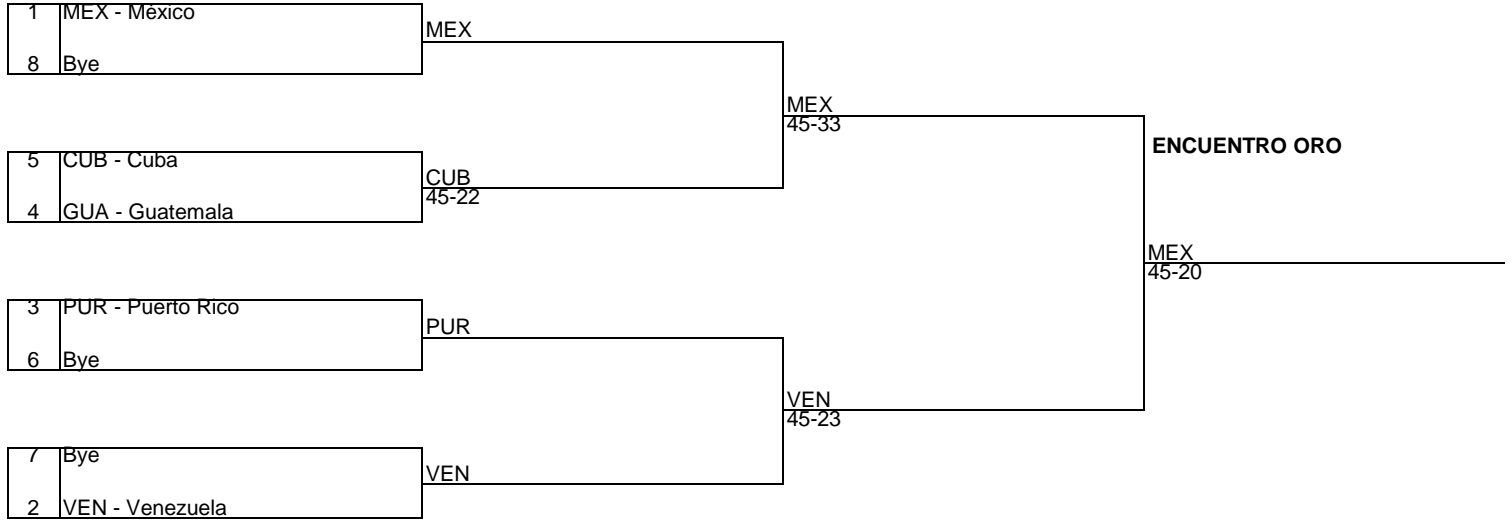 1 MEX - México
MEX
8 Bye
MEX
45-33
ENCUENTRO ORO
5 CUB - Cuba
CUB
45-22
4 GUA - Guatemala
MEX
45-20
3 PUR - Puerto Rico
PUR
6 Bye
VEN
45-23
7 Bye
VEN
2 VEN - Venezuela